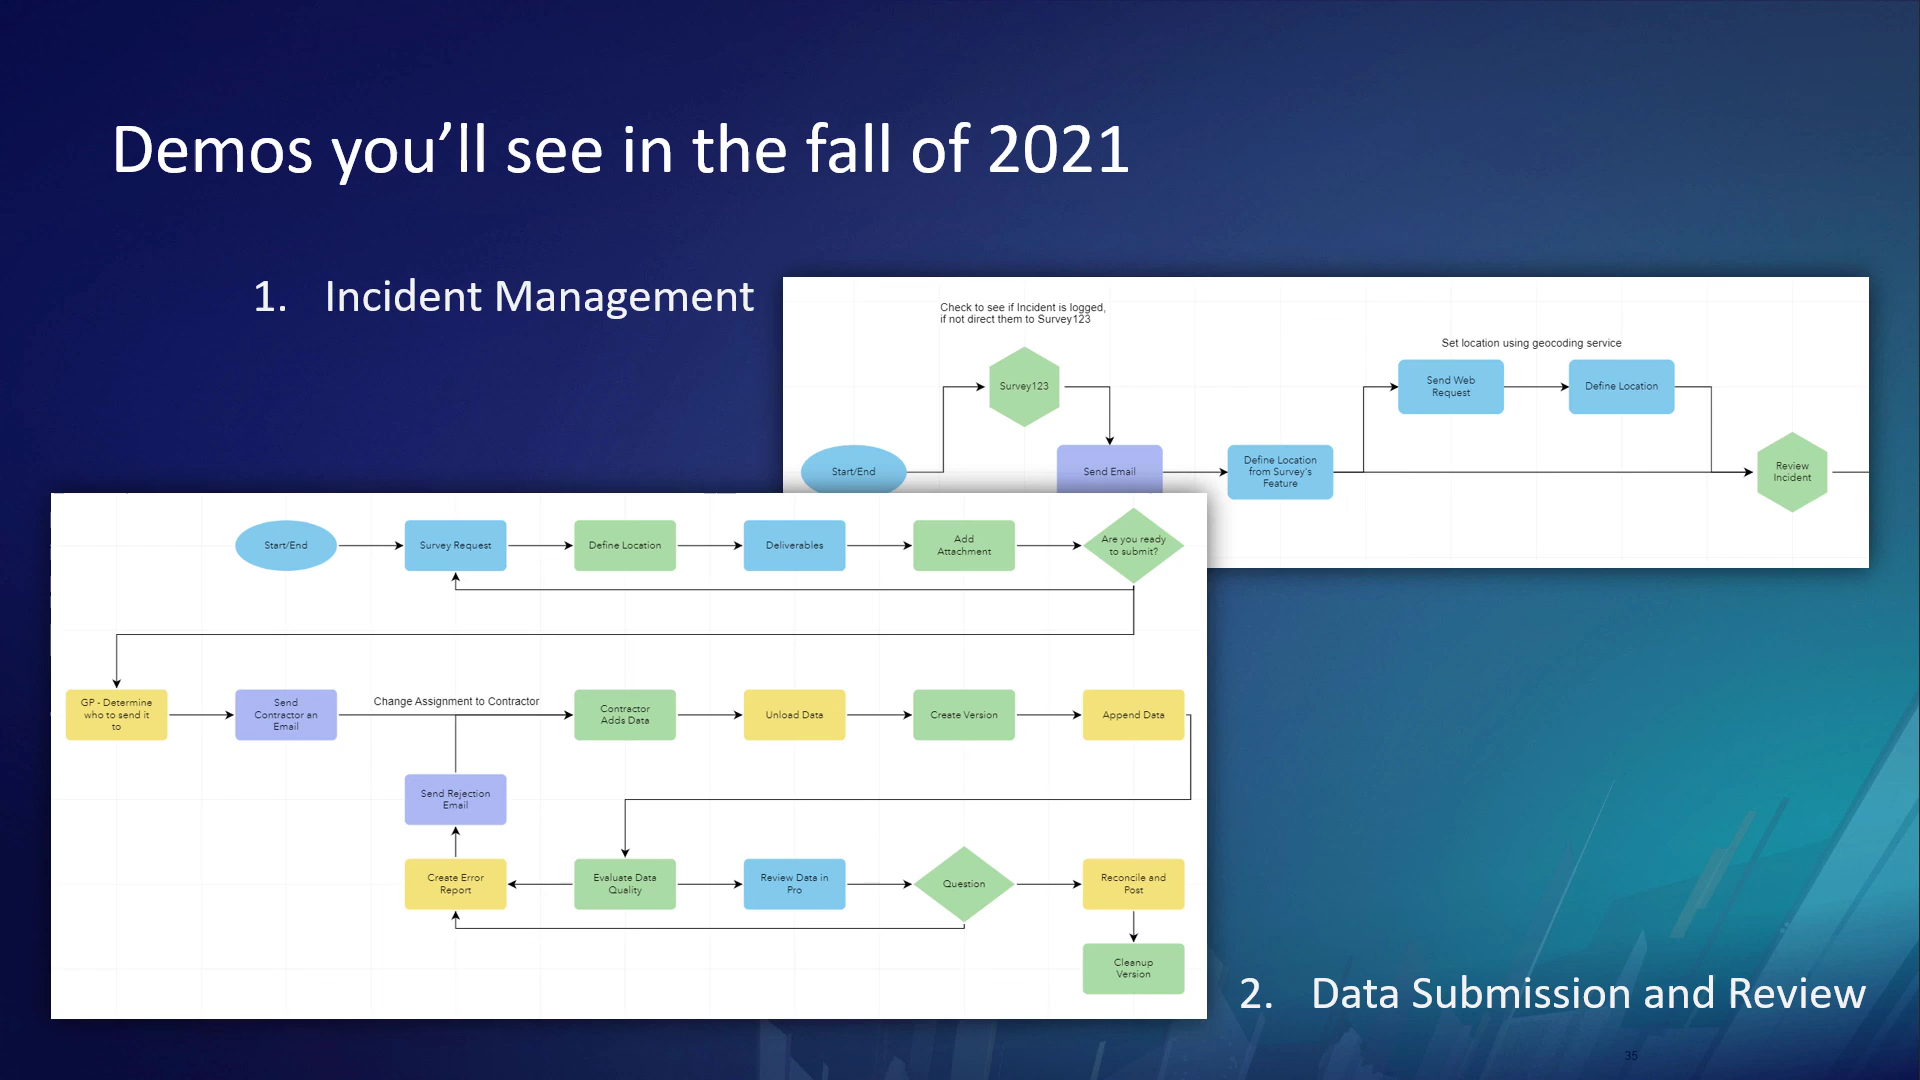 Demos you’ll see in the fall of 2021
1. Incident Management
Check to see if Incident is logged,
if not direct them to Survey123
Set location using geocoding service
Survey123
Send Web
Request
Define Location
Start/End
Send Email
Define Location
from Survey's
Feature
Review
Incident
Start/End
Survey Request
Define Location
Deliverables
Add
Attachment
Are you ready
to submit?
GP - Determine
who to send it
to
Send
Contractor an
Email
Change Assignment to Contractor
Contractor
Adds Data
Unload Data
Create Version
Append Data
Send Rejection
Email
Create Error
Report
Evaluate Data
Quality
Review Data in
Pro
Question
Reconcile and
Post
Cleanup
Version
2. Data Submission and Review
35